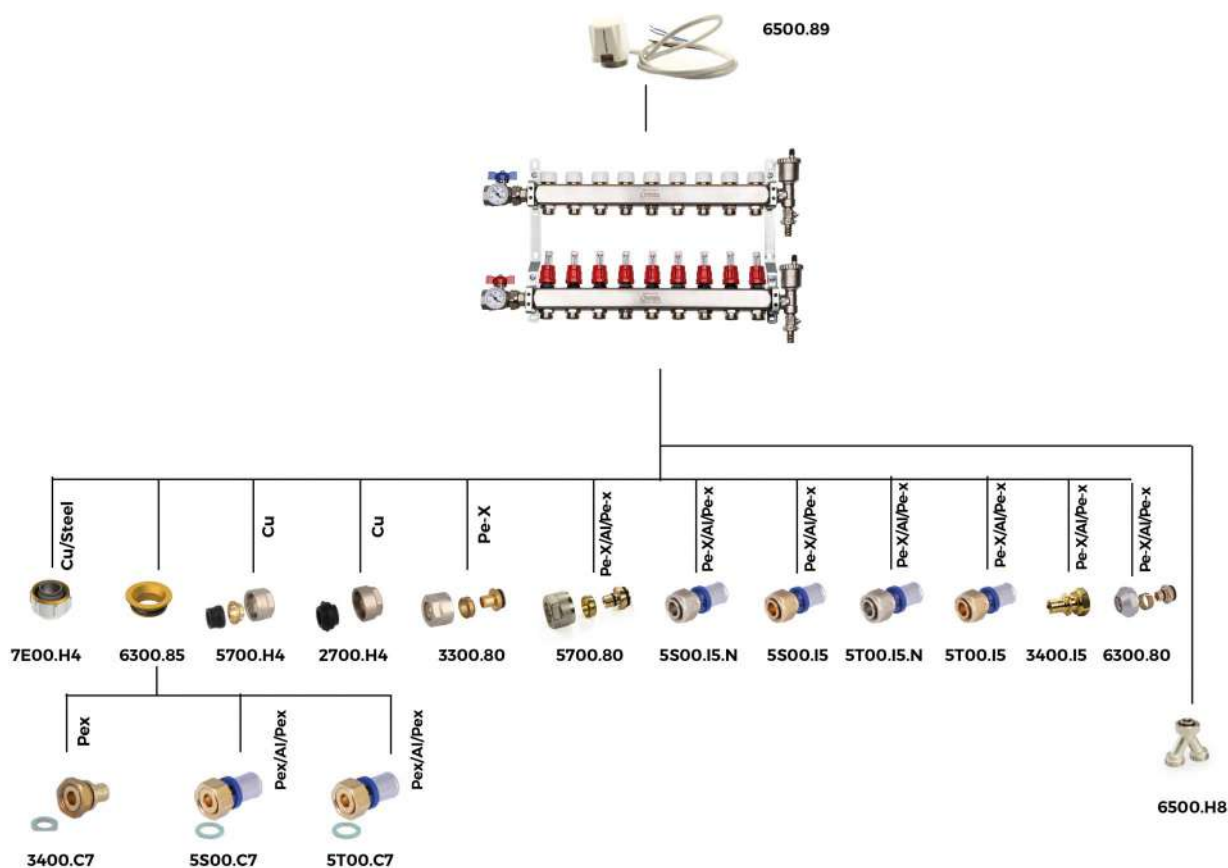 6500.89
Cu/Steel
Cu
Cu
Pe-X
Pe-X/Al/Pe-x
Pe-X/Al/Pe-x
Pe-X/Al/Pe-x
Pe-X/Al/Pe-x
Pe-X/Al/Pe-x
Pe-X/Al/Pe-x
Pe-X/Al/Pe-x
7E00.H4
6300.85
5700.H4
2700.H4
3300.80
5700.80
5S00.I5.N
5S00.I5
5T00.I5.N
5T00.I5
3400.I5
6300.80
Pex
Pex/Al/Pex
Pex/Al/Pex
6500.H8
3400.C7
5S00.C7
5T00.C7